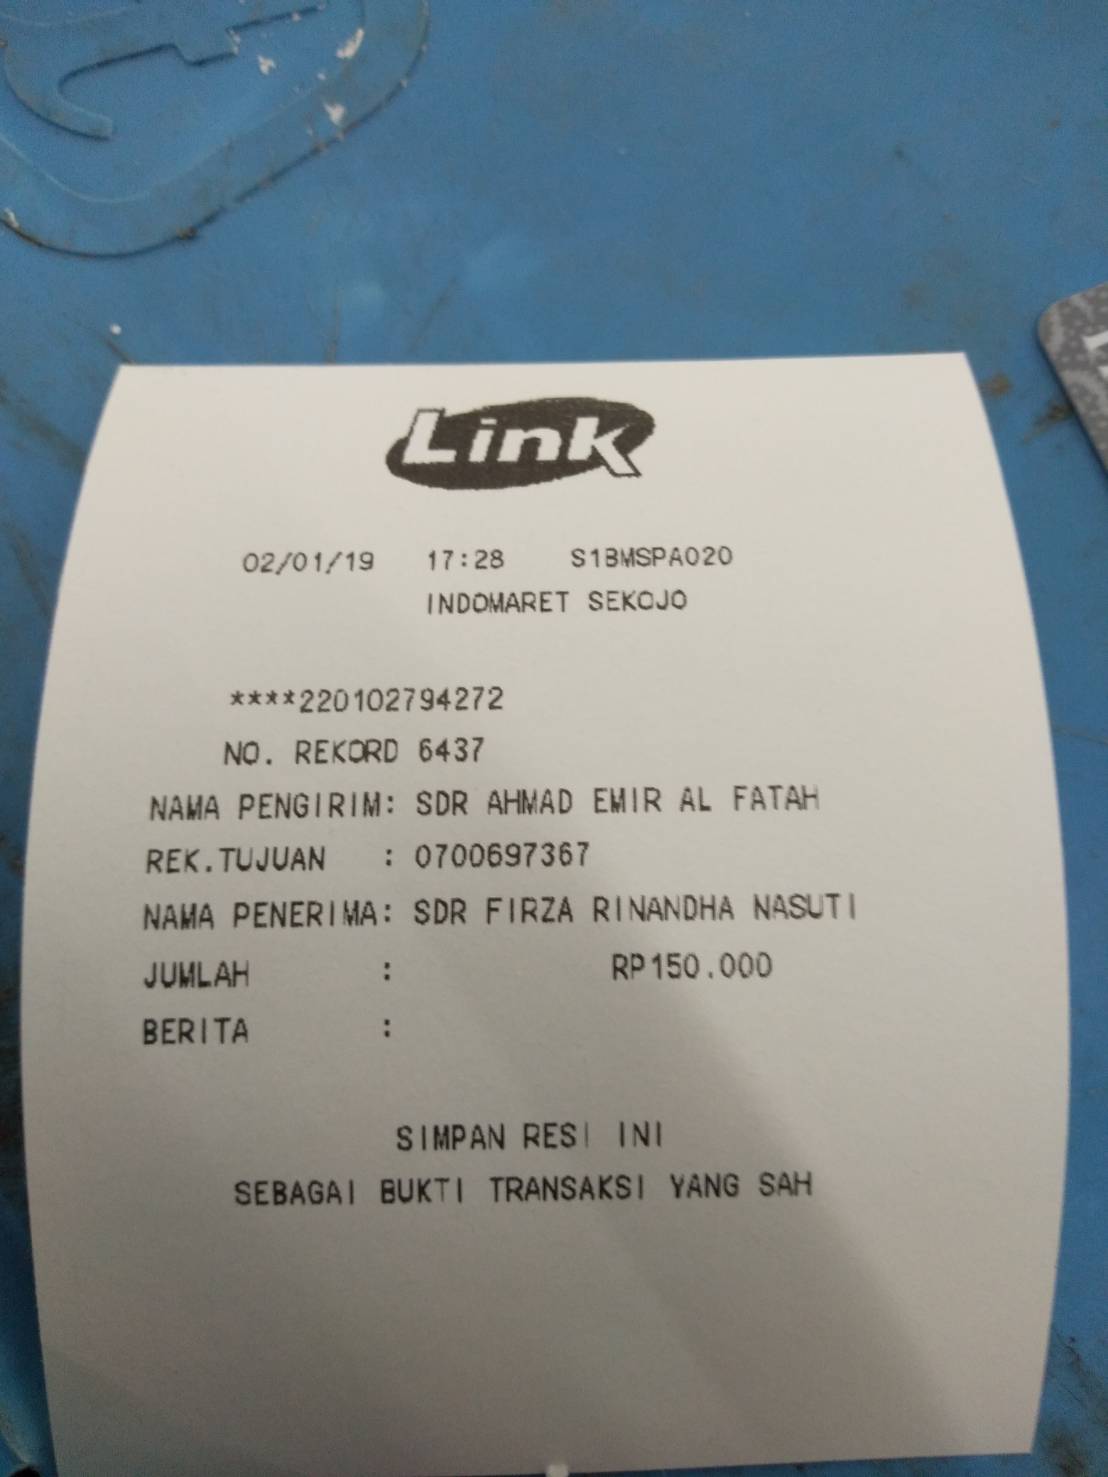 Link
02/01/19 17:28 S1BMSPA020
INDOMARET SEKOJO
****220102794272
NO. REKORD 6437
NAMA PENGIRIM: SDR AHMAD EMIR AL FATAH
REK.TUJUAN : 0700697367
NAMA PENERIMA: SDR FIRZA RINANDHA NASUTI
JUMLAH : RP150.000
BERITA :
SIMPAN RESI INI
SEBAGAI BUKTI TRANSAKSI YANG SAH